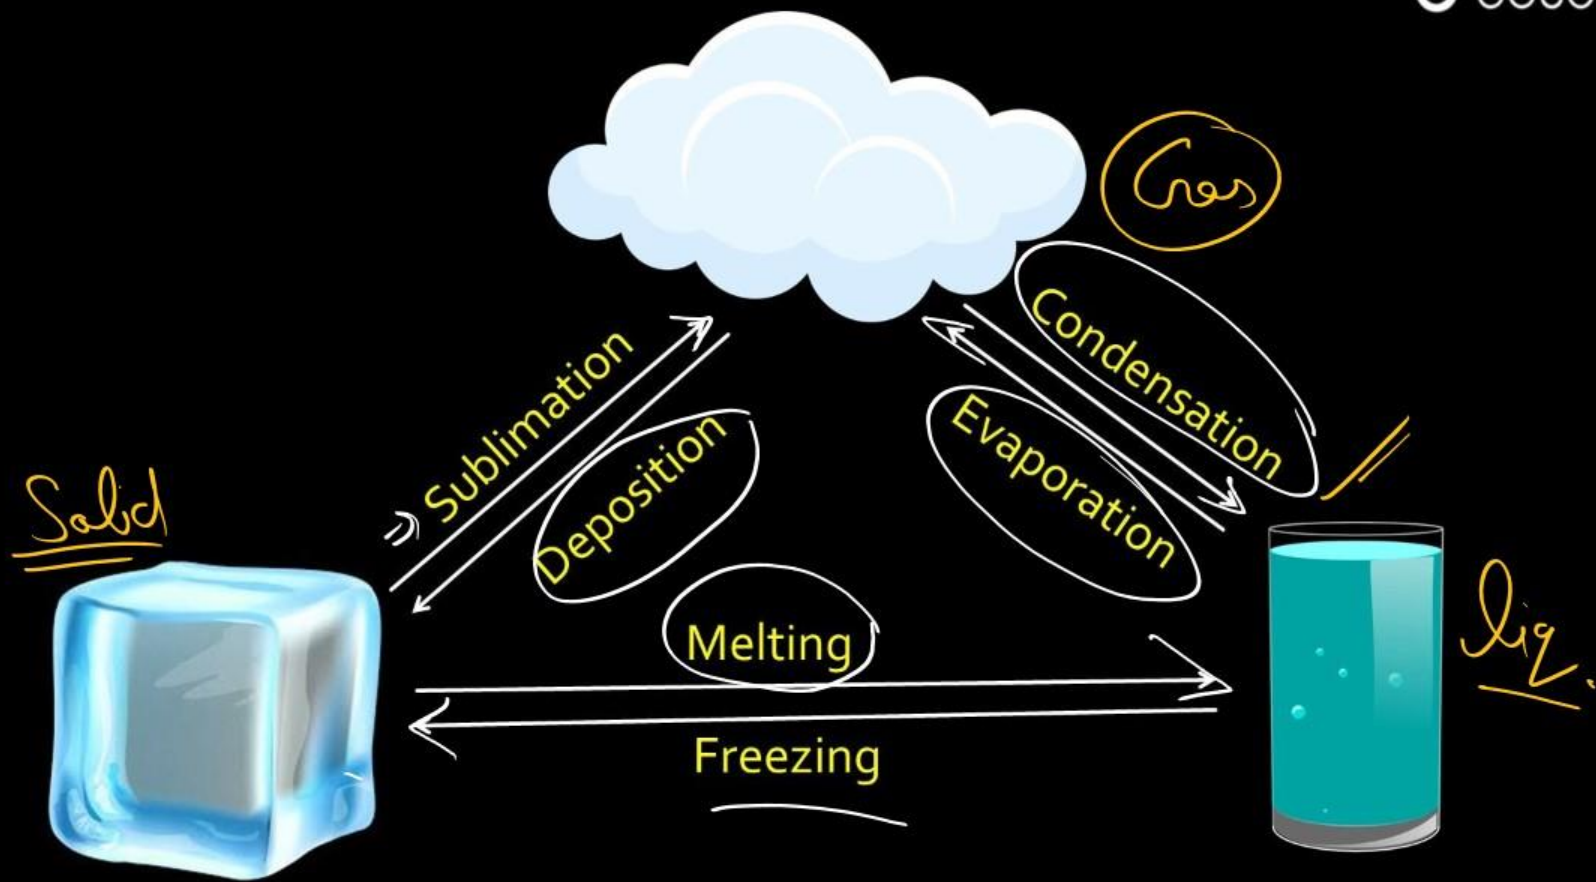 Gas
Condensation
Sublimation
Evaporation
Deposition
Solid
Melting
liq.
Freezing